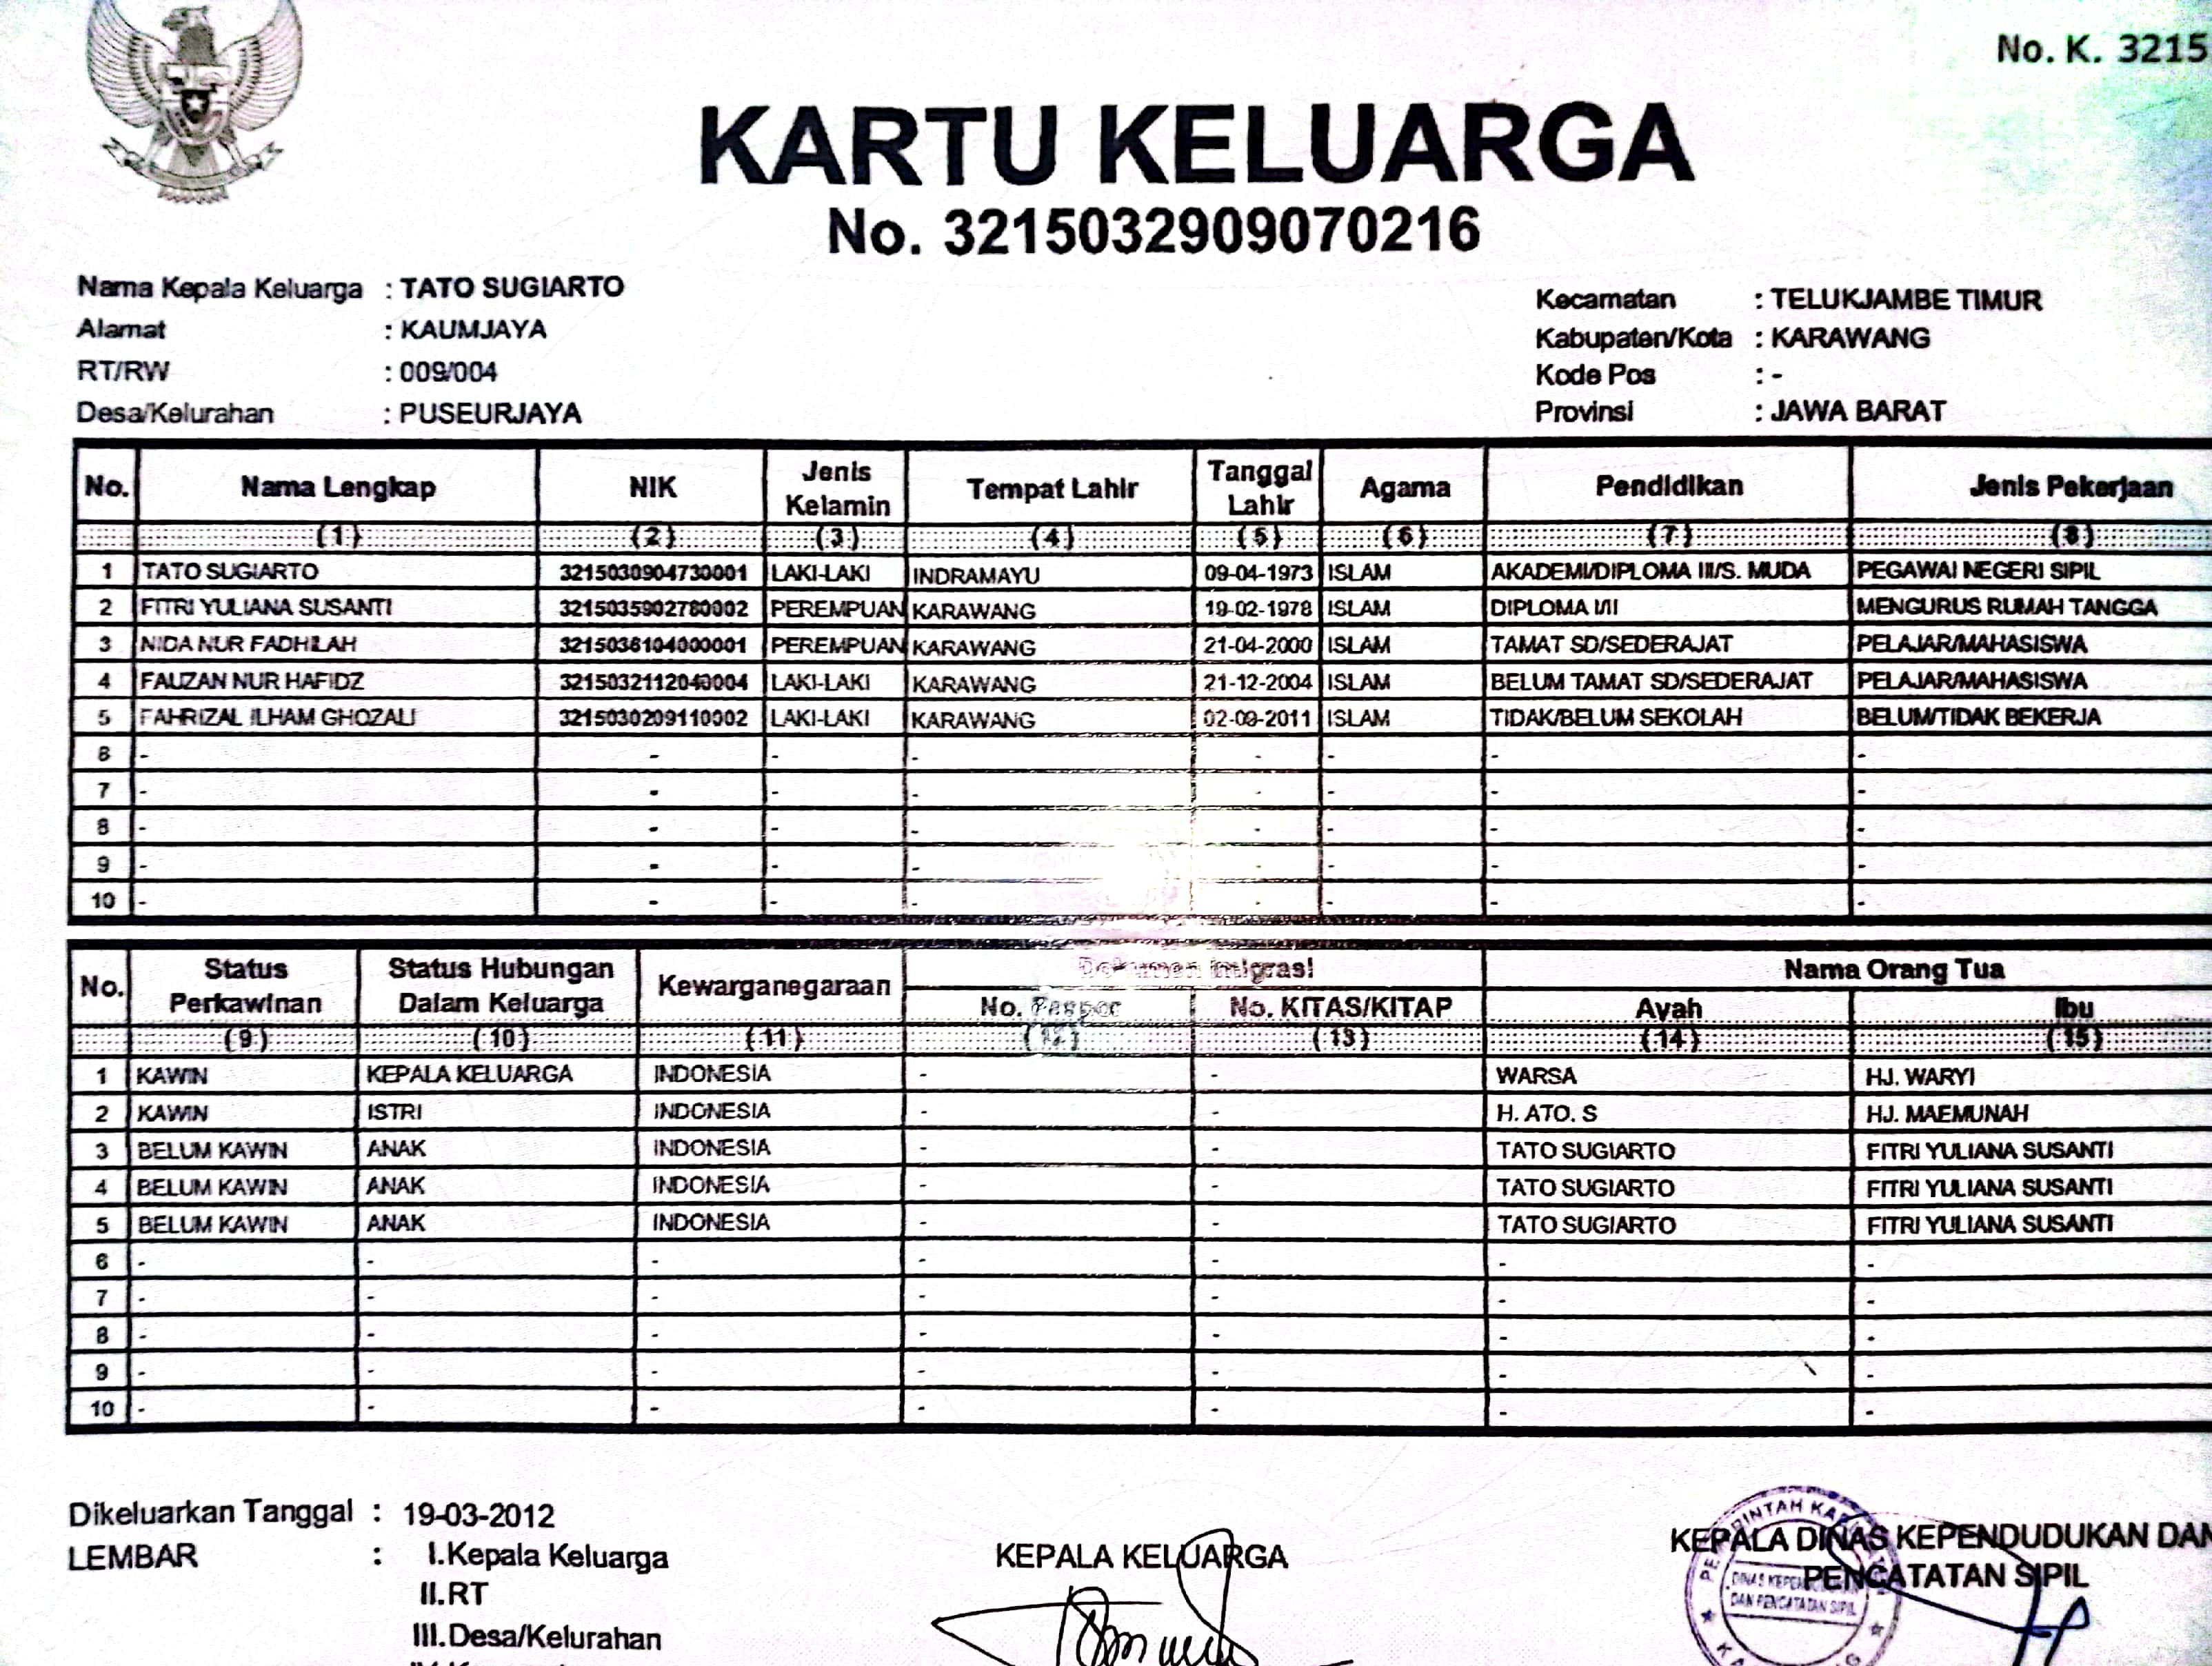 No. K. 3215
KARTU KELUARGA
No. 3215032909070216
Nama Kepala Keluarga : TATO SUGIARTO
Alamat : KAUMJAYA
RT/RW : 009/004
Desa/Kelurahan : PUSEURJAYA
Kecamatan : TELUKJAMBE TIMUR
Kabupaten/Kota : KARAWANG
Kode Pos : -
Provinsi : JAWA BARAT
No. Nama Lengkap NIK Jenis Kelamin Tempat Lahir Tanggal Lahir Agama Pendidikan Jenis Pekerjaan
(1) (2) (3) (4) (5) (6) (7) (8)
1 TATO SUGIARTO 3215030904730001 LAKI-LAKI INDRAMAYU 09-04-1973 ISLAM AKADEMI/DIPLOMA III/S. MUDA PEGAWAI NEGERI SIPIL
2 FITRI YULIANA SUSANTI 3215035902780002 PEREMPUAN KARAWANG 19-02-1978 ISLAM DIPLOMA I/II MENGURUS RUMAH TANGGA
3 NIDA NUR FADHILAH 3215036104000001 PEREMPUAN KARAWANG 21-04-2000 ISLAM TAMAT SD/SEDERAJAT PELAJAR/MAHASISWA
4 FAUZAN NUR HAFIDZ 3215032112040004 LAKI-LAKI KARAWANG 21-12-2004 ISLAM BELUM TAMAT SD/SEDERAJAT PELAJAR/MAHASISWA
5 FAHRIZAL ILHAM GHOZALI 3215030209110002 LAKI-LAKI KARAWANG 02-09-2011 ISLAM TIDAK/BELUM SEKOLAH BELUM/TIDAK BEKERJA
6 - - - - - - - -
7 - - - - - - - -
8 - - - - - - - -
9 - - - - - - - -
10 - - - - - - - -
No. Status Perkawinan Status Hubungan Dalam Keluarga Kewarganegaraan Dokumen Imigrasi Nama Orang Tua
No. Paspor No. KITAS/KITAP Ayah Ibu
(9) (10) (11) (12) (13) (14) (15)
1 KAWIN KEPALA KELUARGA INDONESIA - - WARSA HJ. WARYI
2 KAWIN ISTRI INDONESIA - - H. ATO. S HJ. MAEMUNAH
3 BELUM KAWIN ANAK INDONESIA - - TATO SUGIARTO FITRI YULIANA SUSANTI
4 BELUM KAWIN ANAK INDONESIA - - TATO SUGIARTO FITRI YULIANA SUSANTI
5 BELUM KAWIN ANAK INDONESIA - - TATO SUGIARTO FITRI YULIANA SUSANTI
6 - - - - - - -
7 - - - - - - -
8 - - - - - - -
9 - - - - - - -
10 - - - - - - -
Dikeluarkan Tanggal : 19-03-2012
LEMBAR : I.Kepala Keluarga
II.RT
III.Desa/Kelurahan
KEPALA KELUARGA
KEPALA DINAS KEPENDUDUKAN DAN
PENCATATAN SIPIL
DAN PENCATATAN SIPIL